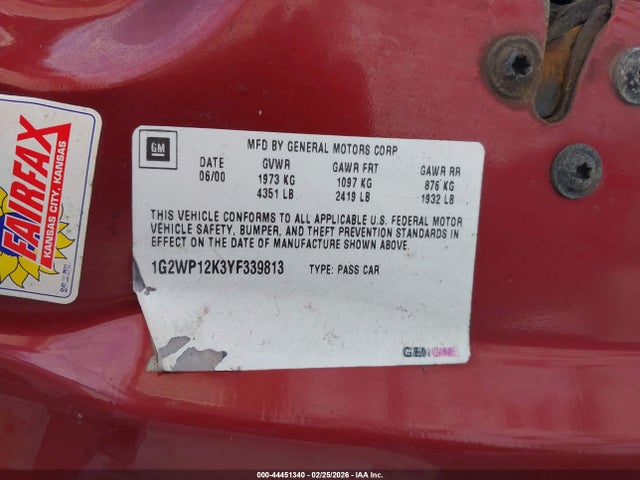 FAIRFAX
KANSAS CITY, KANSAS
GM
MFD BY GENERAL MOTORS CORP
DATE GVWR GAWR FRT GAWR RR
06/00 1973 KG 1097 KG 876 KG
4351 LB 2419 LB 1932 LB
THIS VEHICLE CONFORMS TO ALL APPLICABLE U.S. FEDERAL MOTOR
VEHICLE SAFETY, BUMPER, AND THEFT PREVENTION STANDARDS IN
EFFECT ON THE DATE OF MANUFACTURE SHOWN ABOVE.
1G2WP12K3YF339813 TYPE: PASS CAR
000-44451340 - 02/25/2026 - IAA Inc.